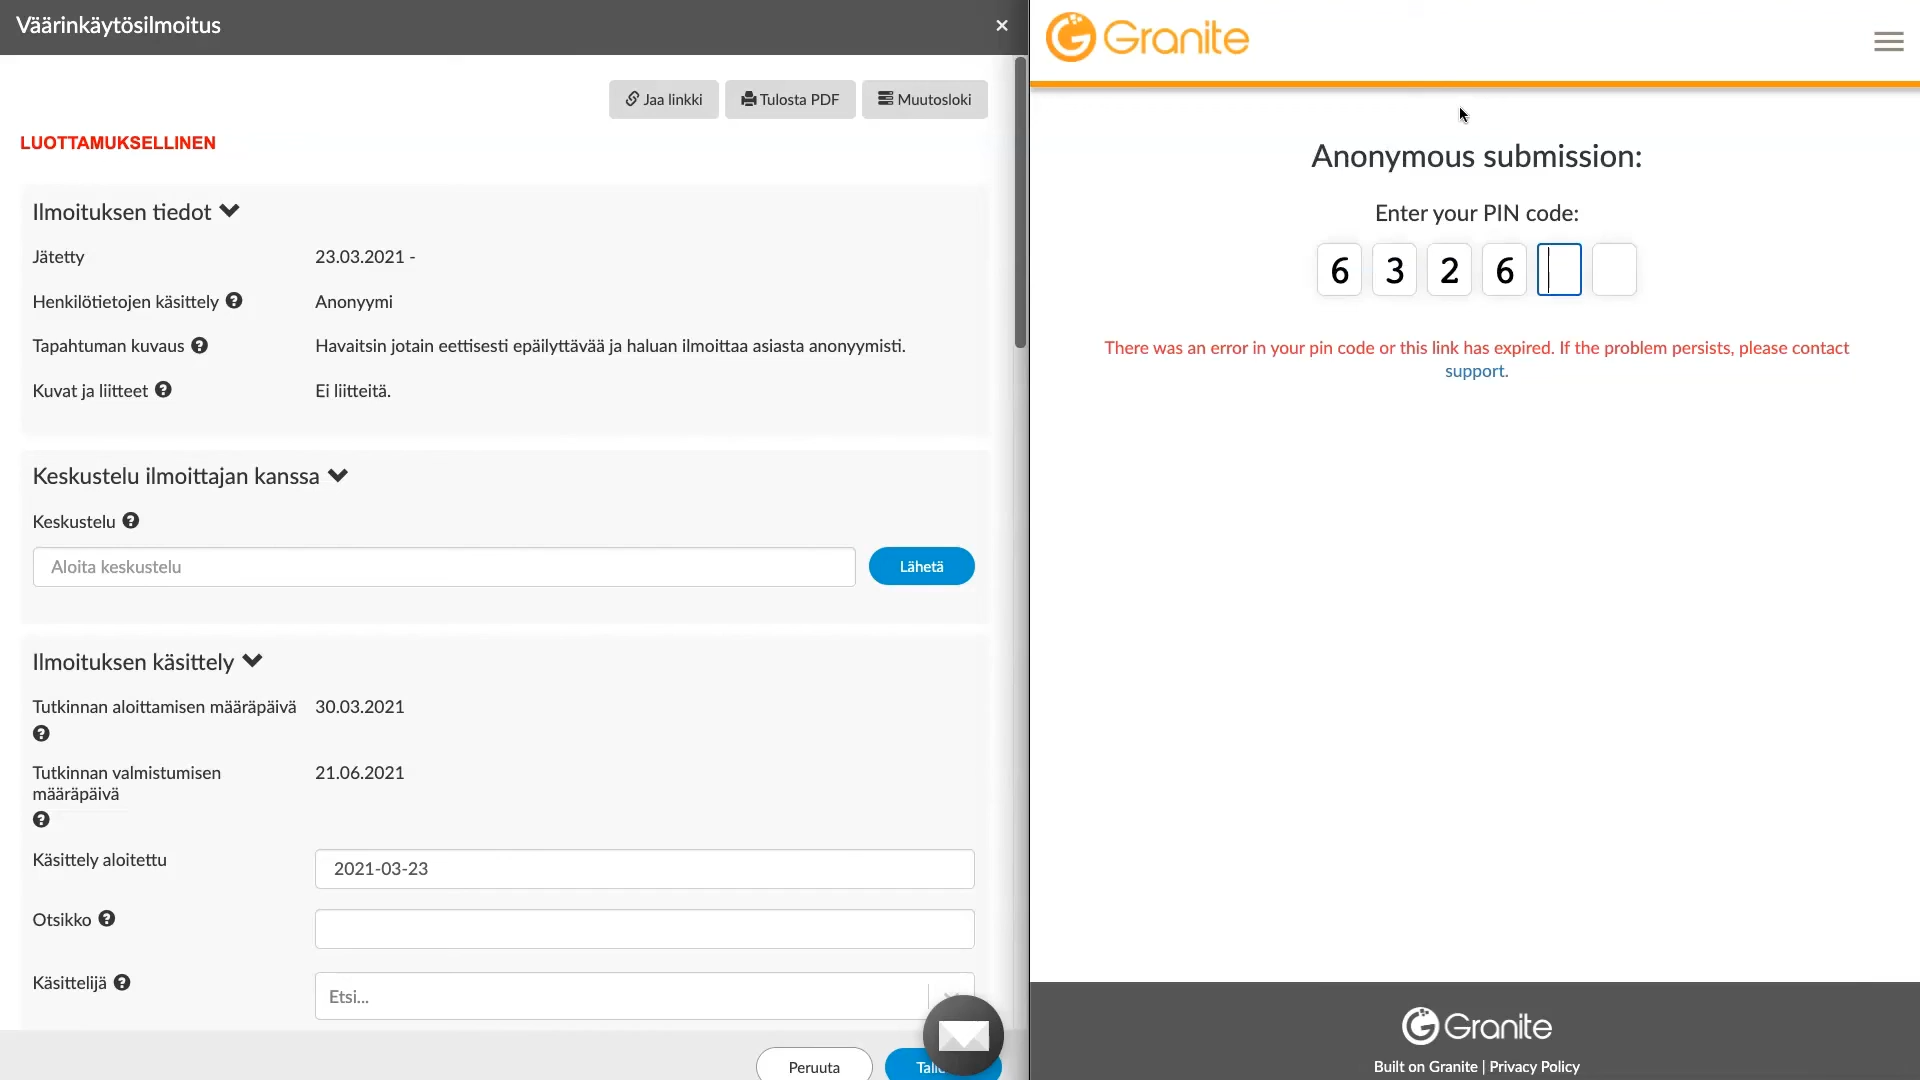 Väärinkäytösilmoitus
Jaa linkki
Tulosta PDF
Muutosloki
LUOTTAMUKSELLINEN
Ilmoituksen tiedot
Jätetty
23.03.2021 -
Henkilötietojen käsittely
Anonyymi
Tapahtuman kuvaus
Havaitsin jotain eettisesti epäilyttävää ja haluan ilmoittaa asiasta anonyymisti.
Kuvat ja liitteet
Ei liitteitä.
Keskustelu ilmoittajan kanssa
Keskustelu
Aloita keskustelu
Lähetä
Ilmoituksen käsittely
Tutkinnan aloittamisen määräpäivä
30.03.2021
Tutkinnan valmistumisen
määräpäivä
21.06.2021
Käsittely aloitettu
2021-03-23
Otsikko
Käsittelijä
Etsi...
Peruuta
Granite
Anonymous submission:
Enter your PIN code:
6 3 2 6
There was an error in your pin code or this link has expired. If the problem persists, please contact
support.
Granite
Built on Granite | Privacy Policy